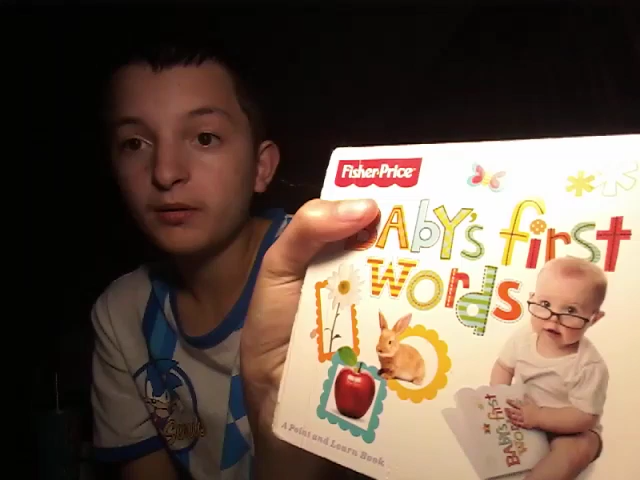 Fisher-Price
BABY'S first
Words
A Point and Learn Book
BABY'S first
WORDS